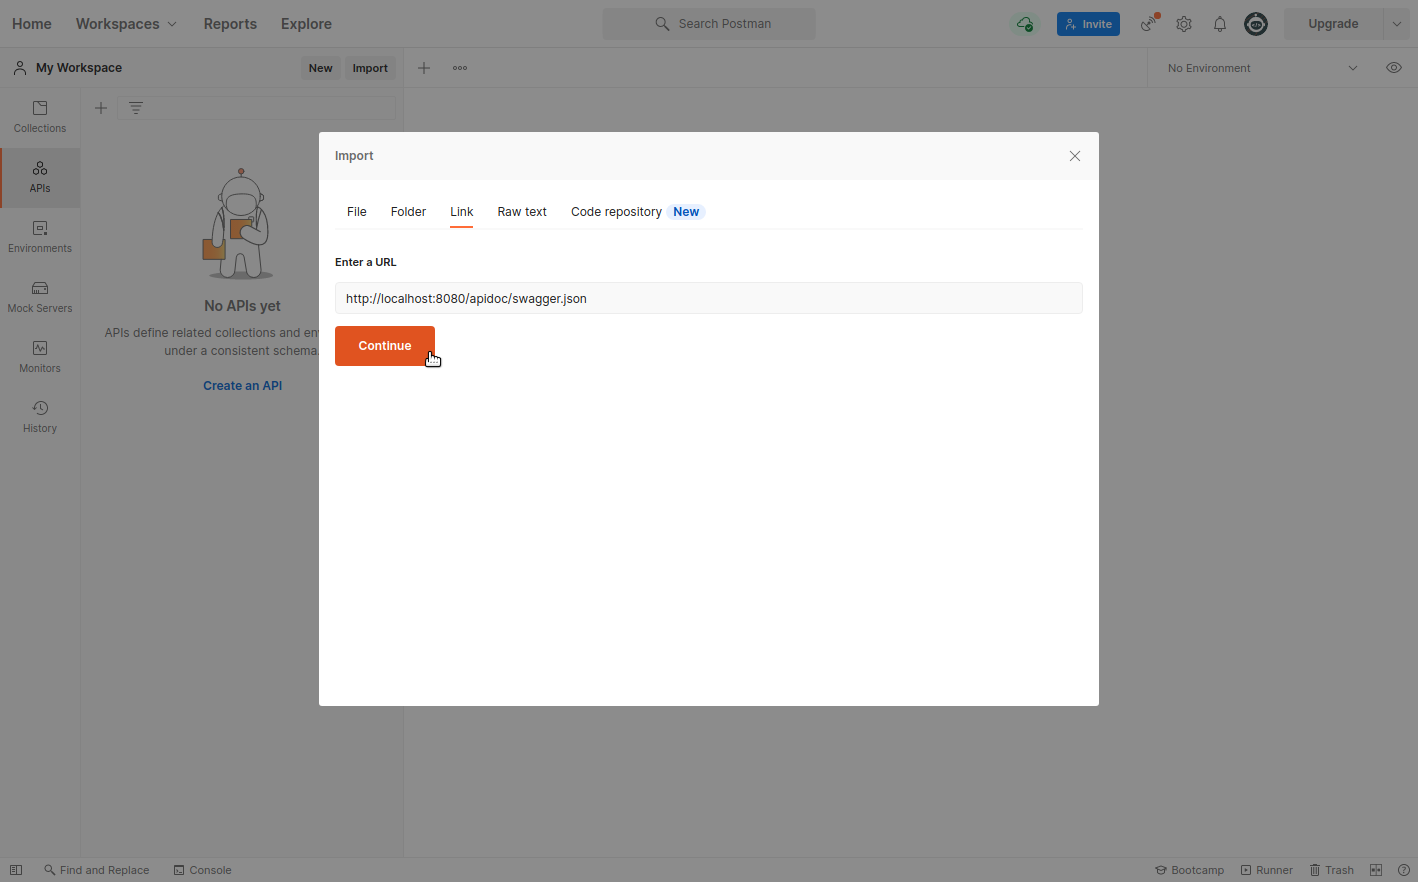 Home Workspaces Reports Explore Search Postman Invite Upgrade
My Workspace New Import No Environment
Collections
APIs
Environments
Mock Servers
Monitors
History
No APIs yet
APIs define related collections and en
under a consistent schema.
Create an API
Import
File Folder Link Raw text Code repository New
Enter a URL
http://localhost:8080/apidoc/swagger.json
Continue
Find and Replace Console Bootcamp Runner Trash